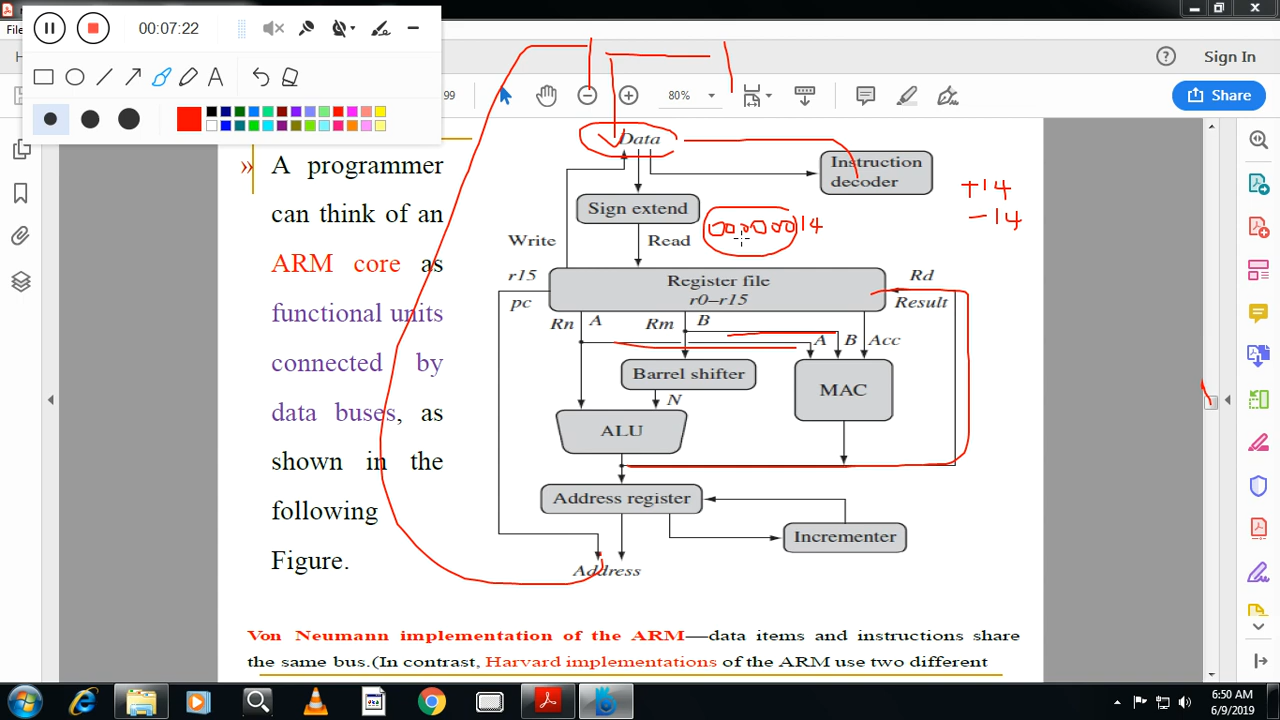 00:07:22
File
Sign In
99
80%
Share
A
» A programmer
can think of an
ARM core as
functional units
connected by
data buses, as
shown in the
following
Figure.
Data
Instruction
decoder
+14
-14
Sign extend
000000014
Write
Read
r15
Register file
Rd
pc
r0–r15
Result
Rn A
Rm B
A B Acc
Barrel shifter
MAC
N
ALU
Address register
Incrementer
Address
Von Neumann implementation of the ARM—data items and instructions share
the same bus.(In contrast, Harvard implementations of the ARM use two different
6:50 AM
6/9/2019